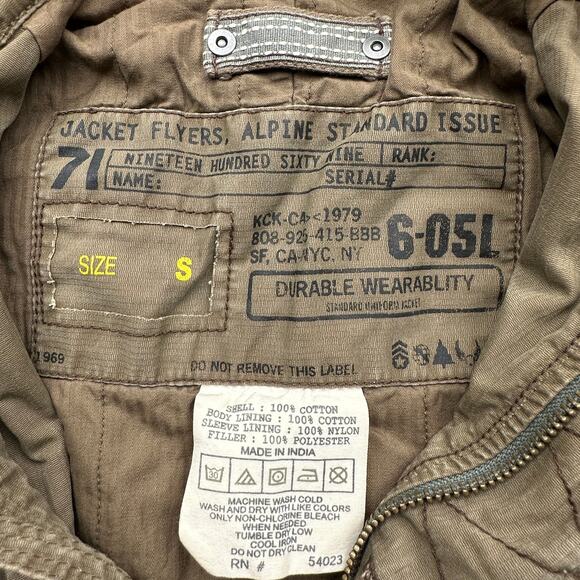 JACKET FLYERS, ALPINE STANDARD ISSUE
71
NINETEEN HUNDRED SIXTY NINE RANK:
NAME: SERIAL#
KCK-C4<1979
808-926-415-BBB
SF, CA-NYC. NY
6-05L
SIZE S
DURABLE WEARABLITY
STANDARD UNIFORM JACKET
1969
DO NOT REMOVE THIS LABEL
SHELL : 100% COTTON
BODY LINING : 100% COTTON
SLEEVE LINING : 100% NYLON
FILLER : 100% POLYESTER
MADE IN INDIA
30
MACHINE WASH COLD
WASH AND DRY WITH LIKE COLORS
ONLY NON-CHLORINE BLEACH
WHEN NEEDED
TUMBLE DRY LOW
COOL IRON
DO NOT DRY CLEAN
RN # 54023